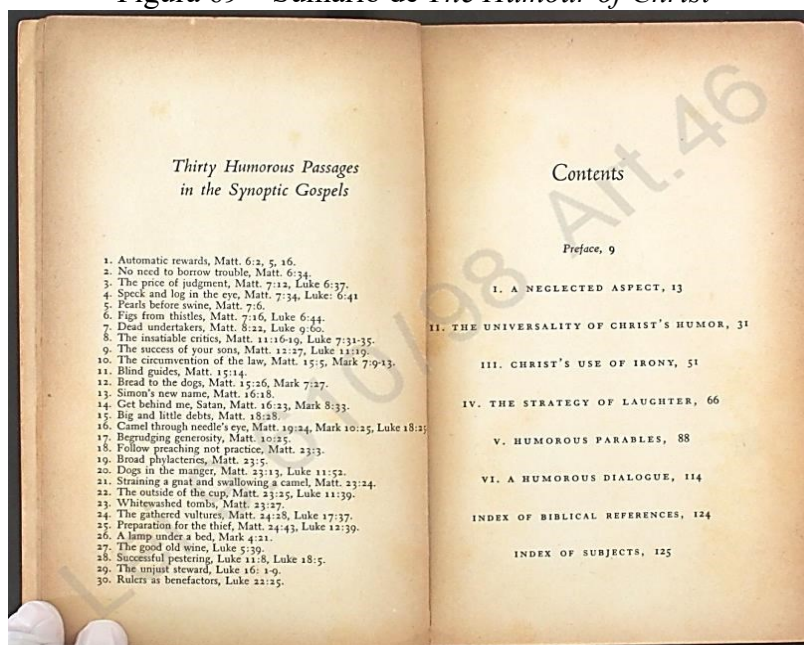 Figura 69 – Sumário de The Humour of Christ
Thirty Humorous Passages
in the Synoptic Gospels
1. Automatic rewards, Matt. 6:2, 5, 16.
2. No need to borrow trouble, Matt. 6:34.
3. The price of judgment, Matt. 7:12, Luke 6:37.
4. Speck and log in the eye, Matt. 7:34, Luke: 6:41
5. Pearls before swine, Matt. 7:6.
6. Figs from thistles, Matt. 7:16, Luke 6:44.
7. Dead undertakers, Matt. 8:22, Luke 9:60.
8. The insatiable critics, Matt. 11:16-19, Luke 7:31-35.
9. The success of your sons, Matt. 12:27, Luke 11:19.
10. The circumvention of the law, Matt. 15:5, Mark 7:9-13.
11. Blind guides, Matt. 15:14.
12. Bread to the dogs, Matt. 15:26, Mark 7:27.
13. Simon's new name, Matt. 16:18.
14. Get behind me, Satan, Matt. 16:23, Mark 8:33.
15. Big and little debts, Matt. 18:28.
16. Camel through needle's eye, Matt. 19:24, Mark 10:25, Luke 18:25
17. Begrudging generosity, Matt. 10:25.
18. Follow preaching not practice, Matt. 23:3.
19. Broad phylacteries, Matt. 23:5.
20. Dogs in the manger, Matt. 23:13, Luke 11:52.
21. Straining a gnat and swallowing a camel, Matt. 23:24.
22. The outside of the cup, Matt. 23:25, Luke 11:39.
23. Whitewashed tombs, Matt. 23:27.
24. The gathered vultures, Matt. 24:28, Luke 17:37.
25. Preparation for the thief, Matt. 24:43, Luke 12:39.
26. A lamp under a bed, Mark 4:21.
27. The good old wine, Luke 5:39.
28. Successful pestering, Luke 11:8, Luke 18:5.
29. The unjust steward, Luke 16: 1-9.
30. Rulers as benefactors, Luke 22:25.
Contents
Preface, 9
I. A NEGLECTED ASPECT, 13
II. THE UNIVERSALITY OF CHRIST'S HUMOR, 31
III. CHRIST'S USE OF IRONY, 51
IV. THE STRATEGY OF LAUGHTER, 66
V. HUMOROUS PARABLES, 88
VI. A HUMOROUS DIALOGUE, 114
INDEX OF BIBLICAL REFERENCES, 124
INDEX OF SUBJECTS, 125
610/98 Art.46